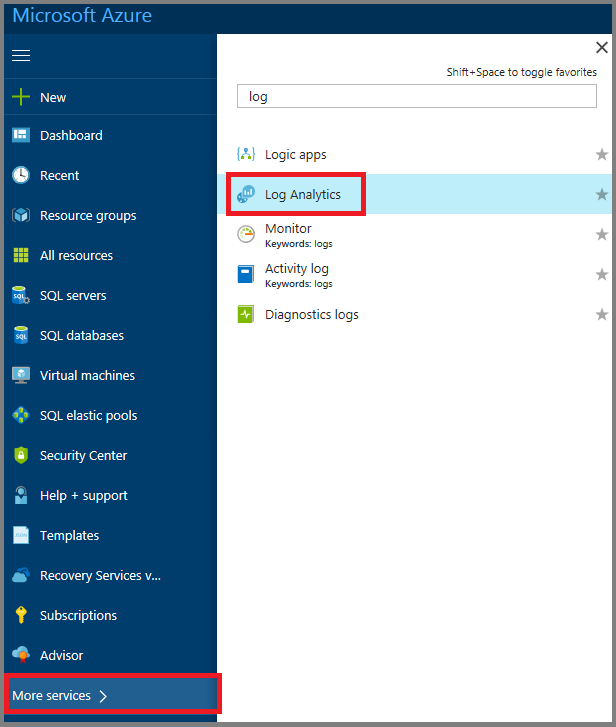 Microsoft Azure
Shift+Space to toggle favorites
log
New
Dashboard
Recent
Resource groups
All resources
SQL servers
SQL databases
Virtual machines
SQL elastic pools
Security Center
Help + support
Templates
Recovery Services v...
Subscriptions
Advisor
More services
Logic apps
Log Analytics
Monitor
Keywords: logs
Activity log
Keywords: logs
Diagnostics logs